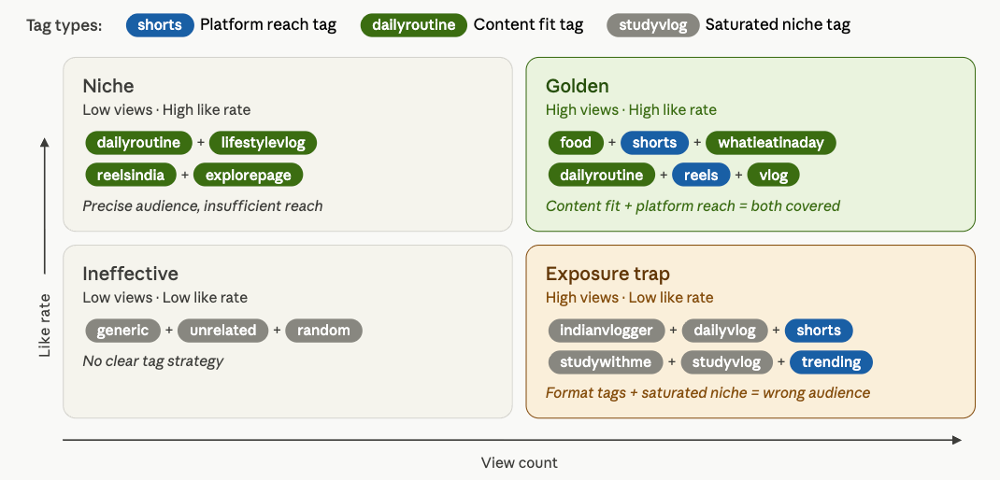 Tag types: shorts Platform reach tag dailyroutine Content fit tag studyvlog Saturated niche tag
Niche
Low views · High like rate
dailyroutine + lifestylevlog
reelsindia + explorepage
Precise audience, insufficient reach
Golden
High views · High like rate
food + shorts + whatieatinaday
dailyroutine + reels + vlog
Content fit + platform reach = both covered
Ineffective
Low views · Low like rate
generic + unrelated + random
No clear tag strategy
Exposure trap
High views · Low like rate
indianvlogger + dailyvlog + shorts
studywithme + studyvlog + trending
Format tags + saturated niche = wrong audience
Like rate
View count